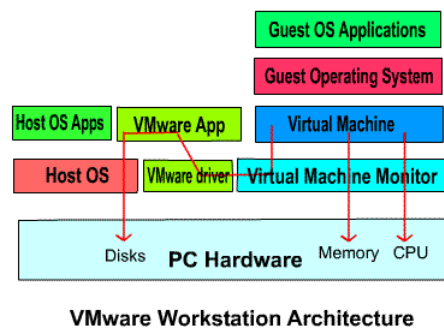 Guest OS Applications
Guest Operating System
Host OS Apps
VMware App
Virtual Machine
Host OS
VMware driver
Virtual Machine Monitor
Disks
PC Hardware
Memory
CPU
VMware Workstation Architecture